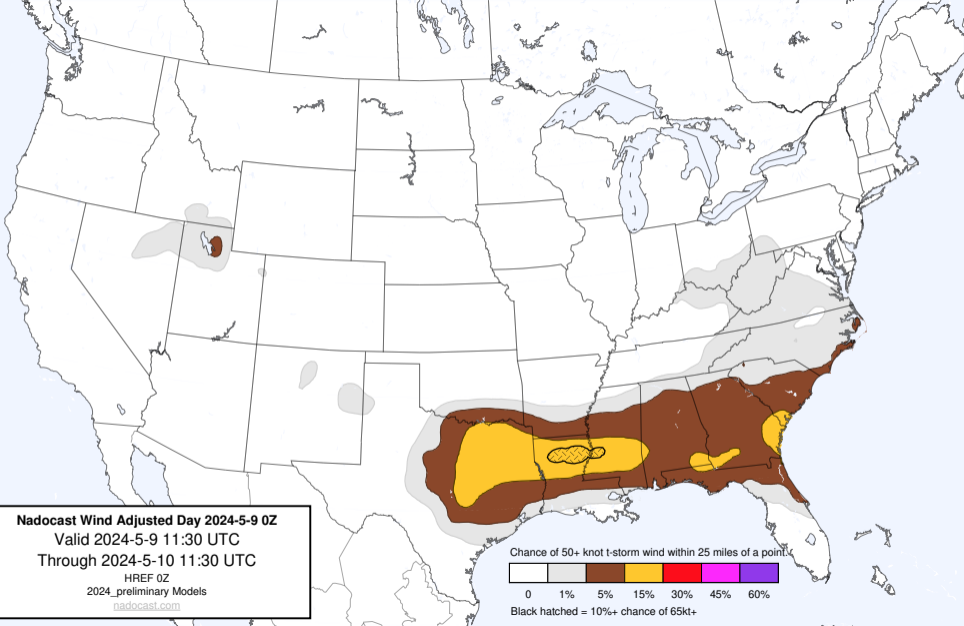 Nadocast Wind Adjusted Day 2024-5-9 0Z
Valid 2024-5-9 11:30 UTC
Through 2024-5-10 11:30 UTC
HREF 0Z
2024_preliminary Models
nadocast.com
Chance of 50+ knot t-storm wind within 25 miles of a point.
0 1% 5% 15% 30% 45% 60%
Black hatched = 10%+ chance of 65kt+